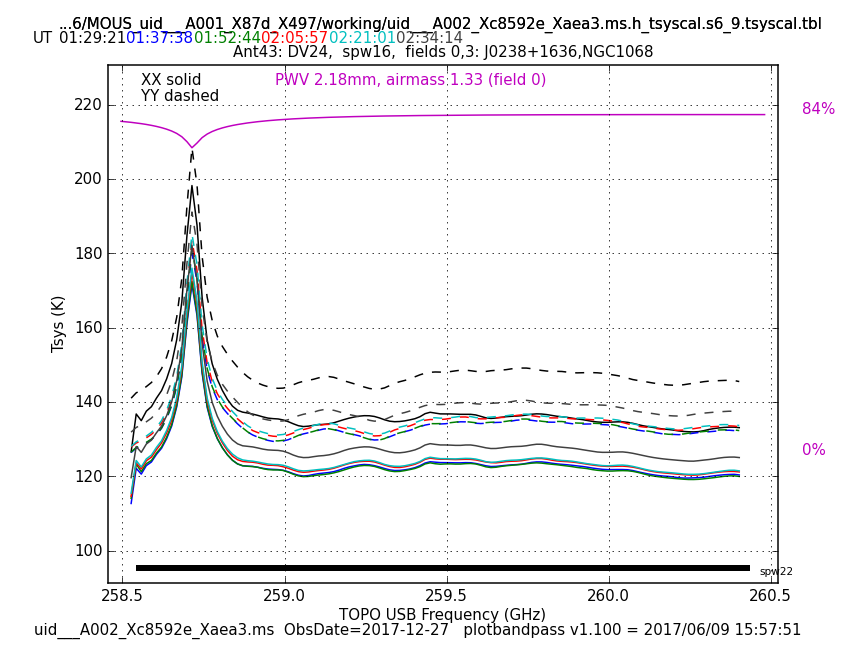 ...6/MOUS_uid___A001_X87d_X497/working/uid___A002_Xc8592e_Xaea3.ms.h_tsyscal.s6_9.tsyscal.tbl
UT 01:29:21 01:37:38 01:52:44 02:05:57 02:21:01 02:34:14
Ant43: DV24,  spw16,  fields 0,3: J0238+1636,NGC1068
XX solid
PWV 2.18mm, airmass 1.33 (field 0)
YY dashed
84%
0%
Tsys (K)
220
200
180
160
140
120
100
spw22
258.5
259.0
259.5
260.0
260.5
TOPO USB Frequency (GHz)
uid___A002_Xc8592e_Xaea3.ms  ObsDate=2017-12-27   plotbandpass v1.100 = 2017/06/09 15:57:51